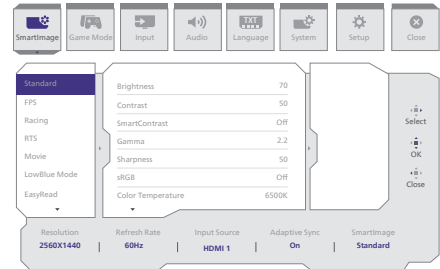 SmartImage Game Mode Input Audio TXT Language System Setup Close
Standard
FPS
Racing
RTS
Movie
LowBlue Mode
EasyRead
Brightness 70
Contrast 50
SmartContrast Off
Gamma 2.2
Sharpness 50
sRGB Off
Color Temperature 6500K
Select
OK
Close
Resolution Refresh Rate Input Source Adaptive Sync SmartImage
2560X1440 | 60Hz | HDMI 1 | On | Standard